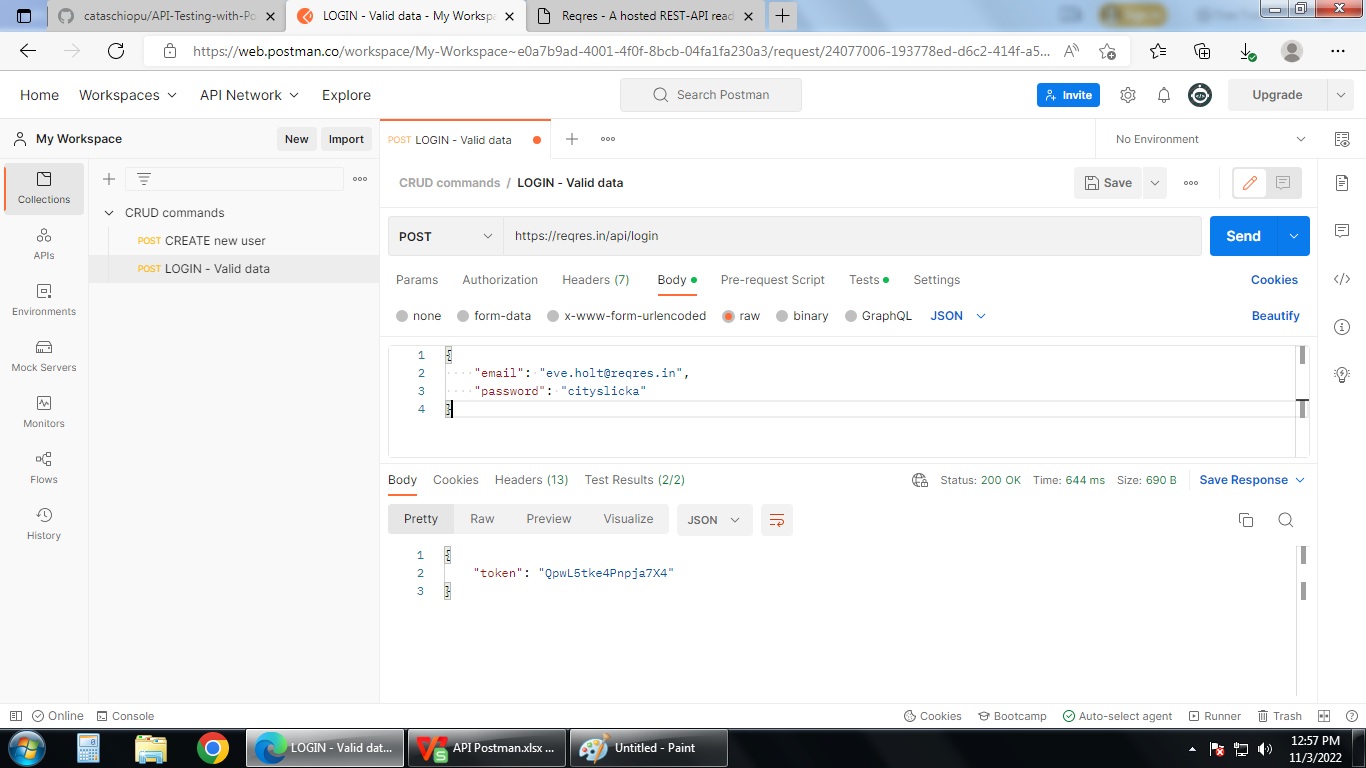 cataschiopu/API-Testing-with-Po
LOGIN - Valid data - My Workspa
Reqres - A hosted REST-API read
https://web.postman.co/workspace/My-Workspace~e0a7b9ad-4001-4f0f-8bcb-04fa1fa230a3/request/24077006-193778ed-d6c2-414f-a5...
Home Workspaces API Network Explore Search Postman Invite Upgrade
My Workspace New Import
POST LOGIN - Valid data
No Environment
Collections
APIs
Environments
Mock Servers
Monitors
Flows
History
CRUD commands
POST CREATE new user
POST LOGIN - Valid data
CRUD commands / LOGIN - Valid data Save
POST https://reqres.in/api/login Send
Params Authorization Headers (7) Body Pre-request Script Tests Settings Cookies
none form-data x-www-form-urlencoded raw binary GraphQL JSON Beautify
1 {
2 "email": "eve.holt@reqres.in",
3 "password": "cityslicka"
4 }
Body Cookies Headers (13) Test Results (2/2) Status: 200 OK Time: 644 ms Size: 690 B Save Response
Pretty Raw Preview Visualize JSON
1 {
2 "token": "QpwL5tke4Pnpja7X4"
3 }
Online Console Cookies Bootcamp Auto-select agent Runner Trash
LOGIN - Valid dat...
API Postman.xlsx ...
Untitled - Paint
12:57 PM
11/3/2022